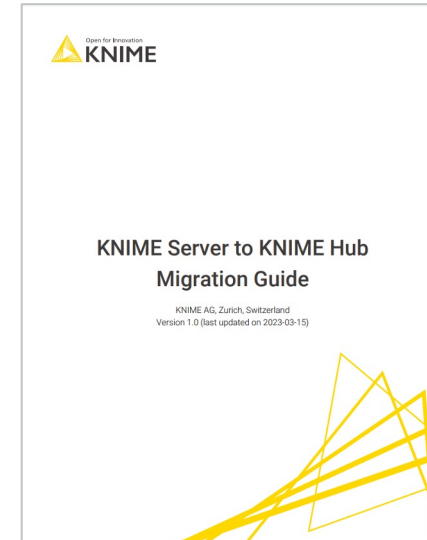 Open for Innovation
KNIME
KNIME Server to KNIME Hub
Migration Guide
KNIME AG, Zurich, Switzerland
Version 1.0 (last updated on 2023-03-15)